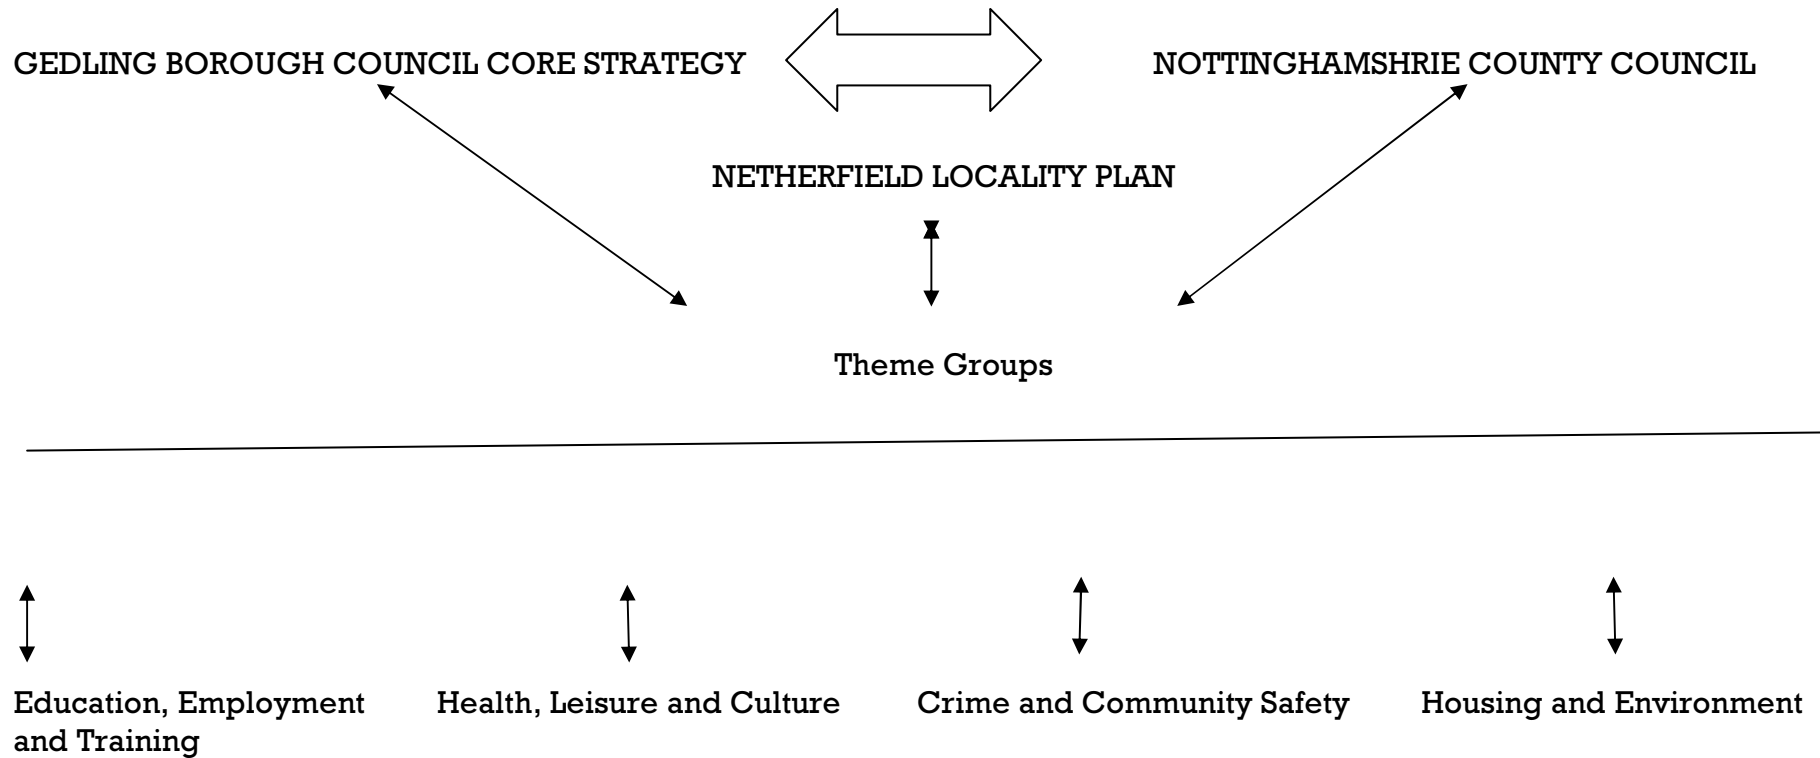 GEDLING BOROUGH COUNCIL CORE STRATEGY
NOTTINGHAMSHRIE COUNTY COUNCIL
NETHERFIELD LOCALITY PLAN
Theme Groups
Education, Employment
and Training
Health, Leisure and Culture
Crime and Community Safety
Housing and Environment